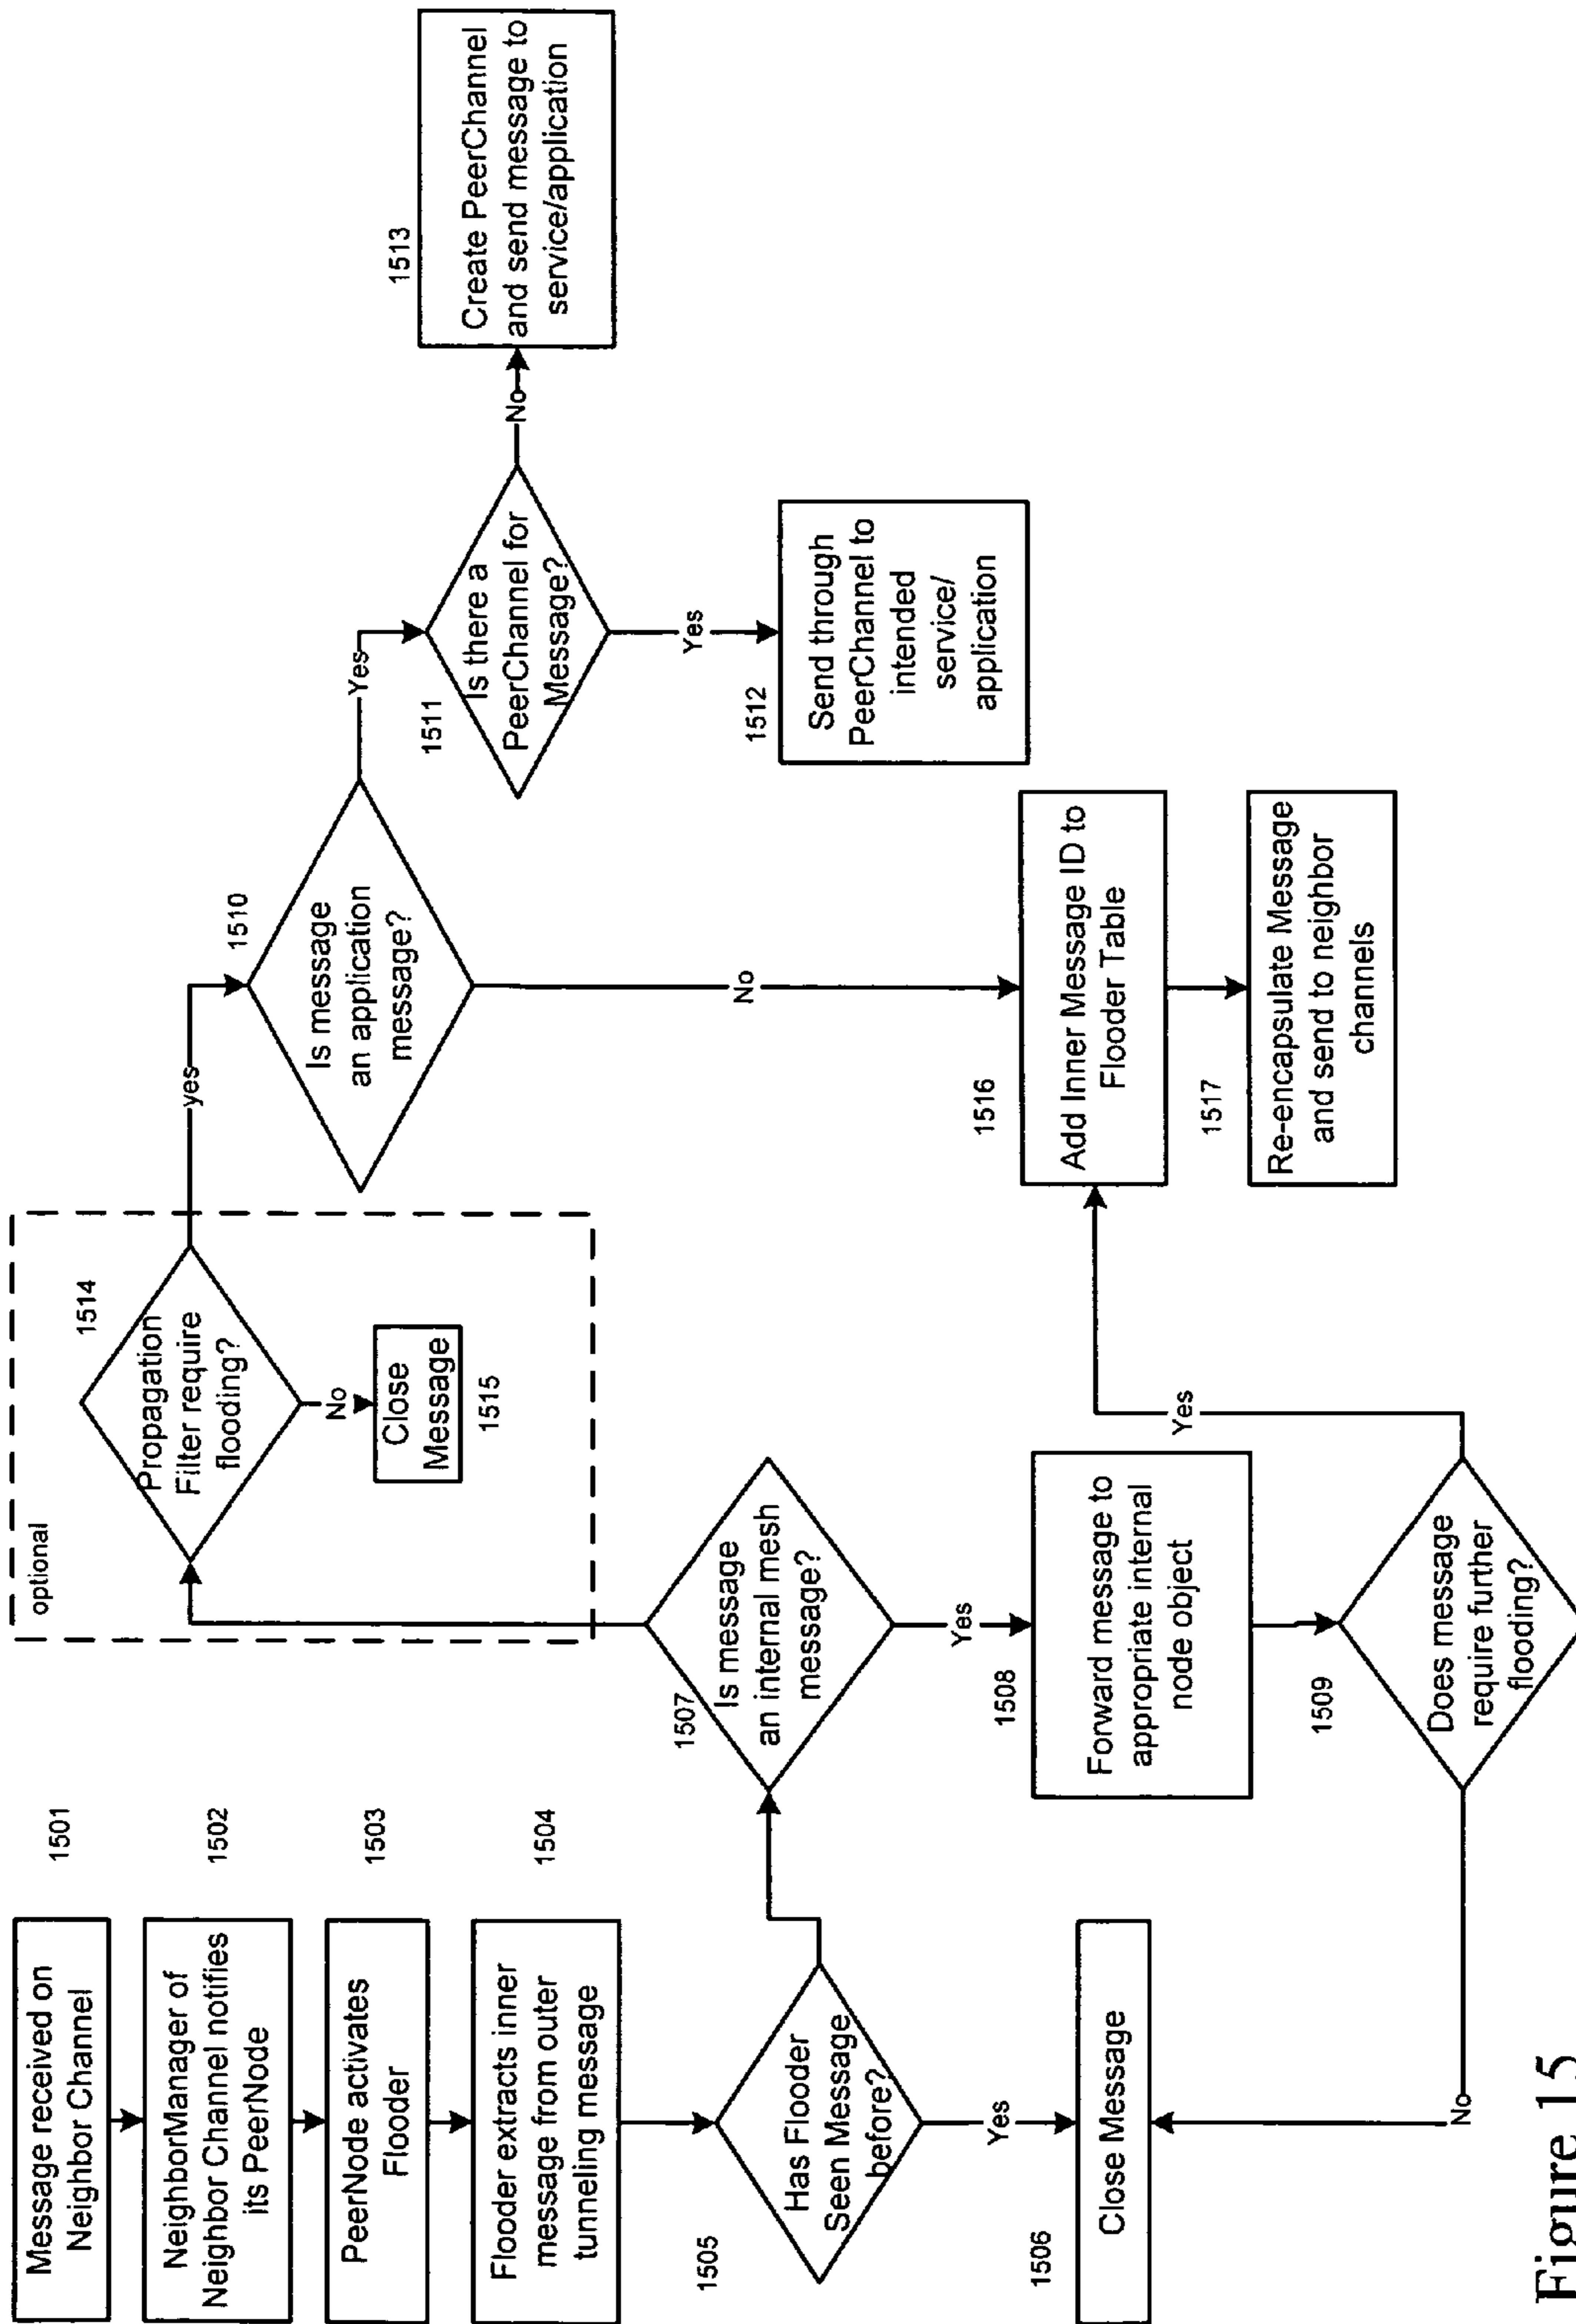 Message received on
Neighbor Channel
1501
NeighborManager of
Neighbor Channel notifies
its PeerNode
1502
PeerNode activates
Flooder
1503
Flooder extracts inner
message from outer
tunneling message
1504
1505
Has Flooder
Seen Message
before?
Yes
1506
Close Message
1507
Is message
an internal mesh
message?
Yes
1508
Forward message to
appropriate internal
node object
1509
Does message
require further
flooding?
No
Yes
optional
1514
Propagation
Filter require
flooding?
No
Close
Message
1515
yes
1510
Is message
an application
message?
Yes
No
1511
Is there a
PeerChannel for
Message?
Yes
No
1512
Send through
PeerChannel to
intended
service/
application
1513
Create PeerChannel
and send message to
service/application
1516
Add Inner Message ID to
Flooder Table
1517
Re-encapsulate Message
and send to neighbor
channels
Figure 15